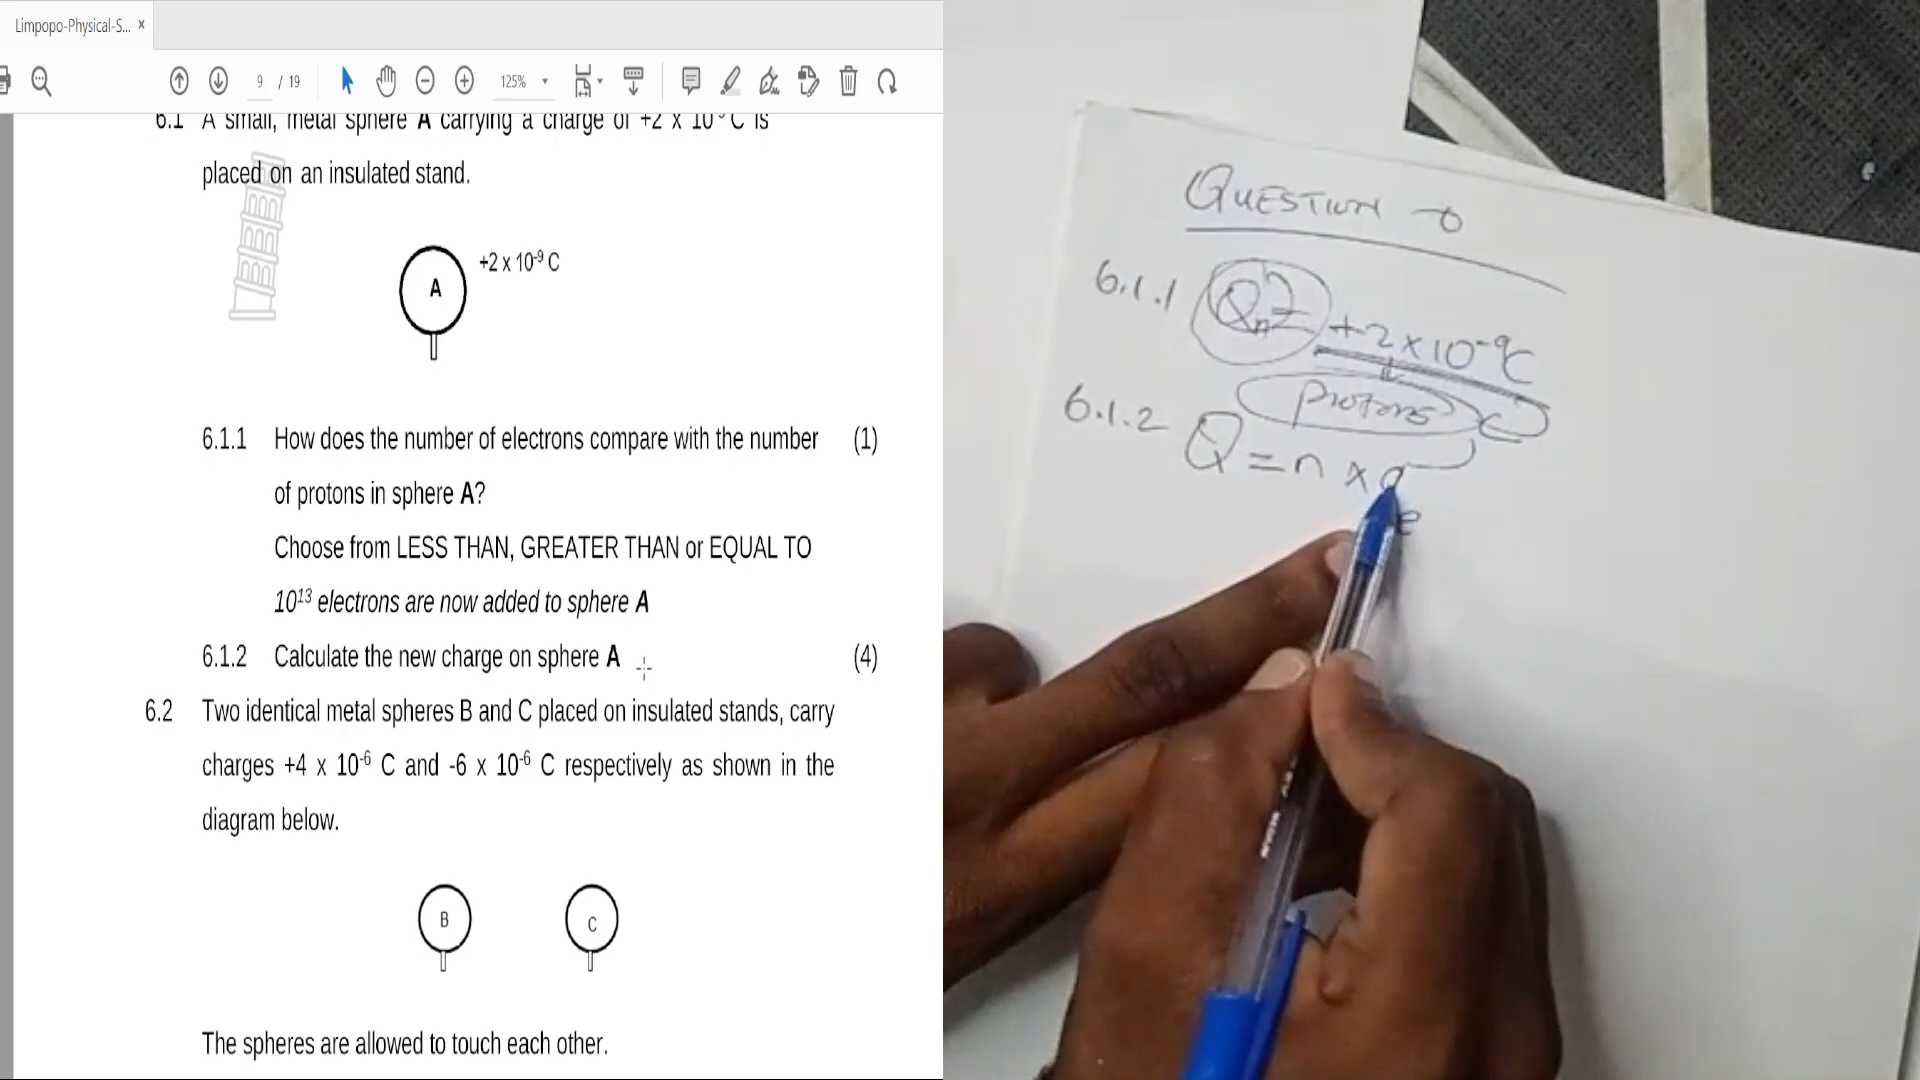 Limpopo-Physical-S... ×
9 / 19 125%
6.1 A small, metal sphere A carrying a charge of +2 x 10⁻⁹ C is
placed on an insulated stand.
+2 x 10⁻⁹ C
A
6.1.1 How does the number of electrons compare with the number (1)
of protons in sphere A?
Choose from LESS THAN, GREATER THAN or EQUAL TO
10¹³ electrons are now added to sphere A
6.1.2 Calculate the new charge on sphere A (4)
6.2 Two identical metal spheres B and C placed on insulated stands, carry
charges +4 x 10⁻⁶ C and -6 x 10⁻⁶ C respectively as shown in the
diagram below.
B C
The spheres are allowed to touch each other.
QUESTION 6
6.1.1 Qn = +2 × 10⁻⁹C
protons
6.1.2 Q = n × q
e